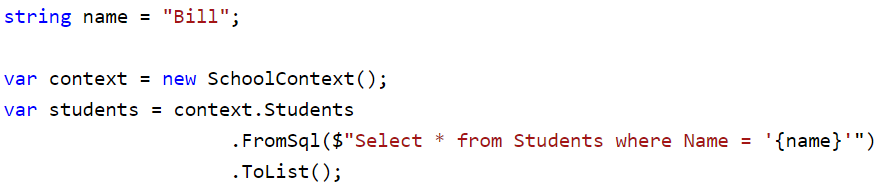 string name = "Bill";
var context = new SchoolContext();
var students = context.Students
.FromSql($"Select * from Students where Name = '{name}'")
.ToList();